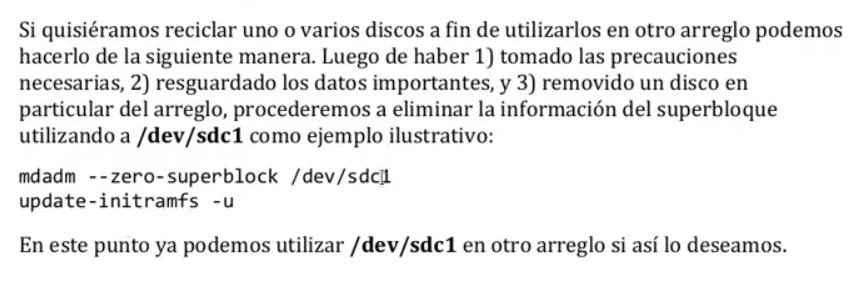 Si quisiéramos reciclar uno o varios discos a fin de utilizarlos en otro arreglo podemos
hacerlo de la siguiente manera. Luego de haber 1) tomado las precauciones
necesarias, 2) resguardado los datos importantes, y 3) removido un disco en
particular del arreglo, procederemos a eliminar la información del superbloque
utilizando a /dev/sdc1 como ejemplo ilustrativo:
mdadm --zero-superblock /dev/sdc1
update-initramfs -u
En este punto ya podemos utilizar /dev/sdc1 en otro arreglo si así lo deseamos.